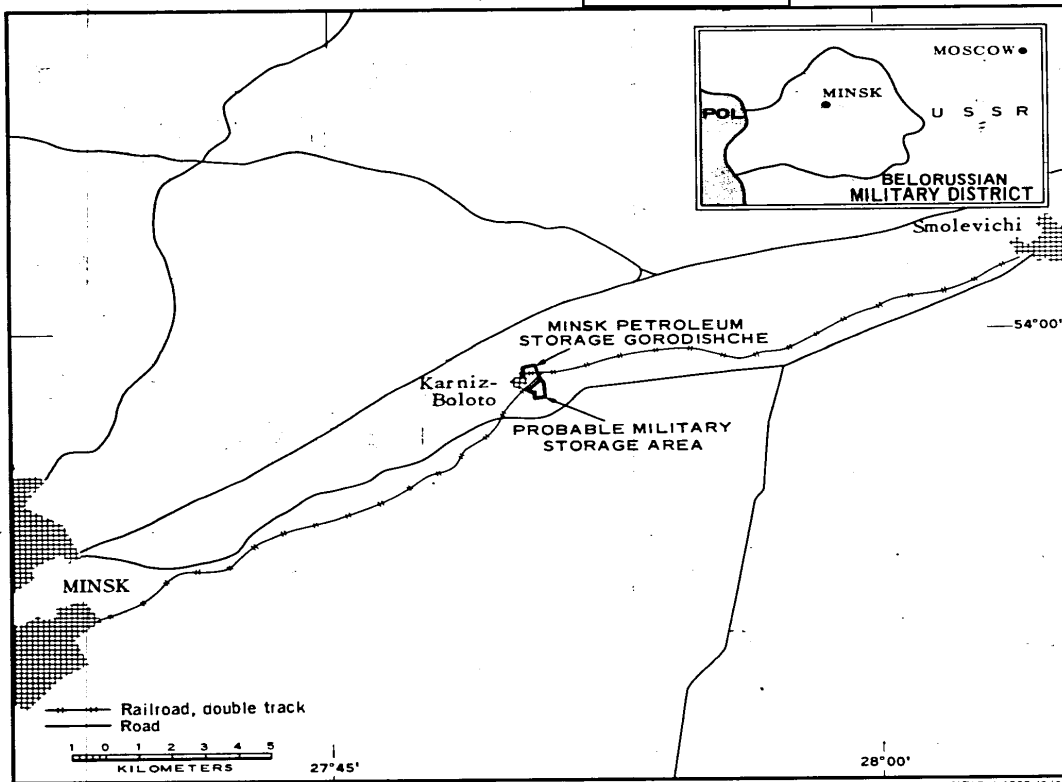 MOSCOW
MINSK
POL
U S S R
BELORUSSIAN
MILITARY DISTRICT
Smolevichi
54°00'
MINSK PETROLEUM
STORAGE GORODISHCHE
Karniz-
Boloto
PROBABLE MILITARY
STORAGE AREA
MINSK
Railroad, double track
Road
1 0 1 2 3 4 5
KILOMETERS
27°45'
28°00'